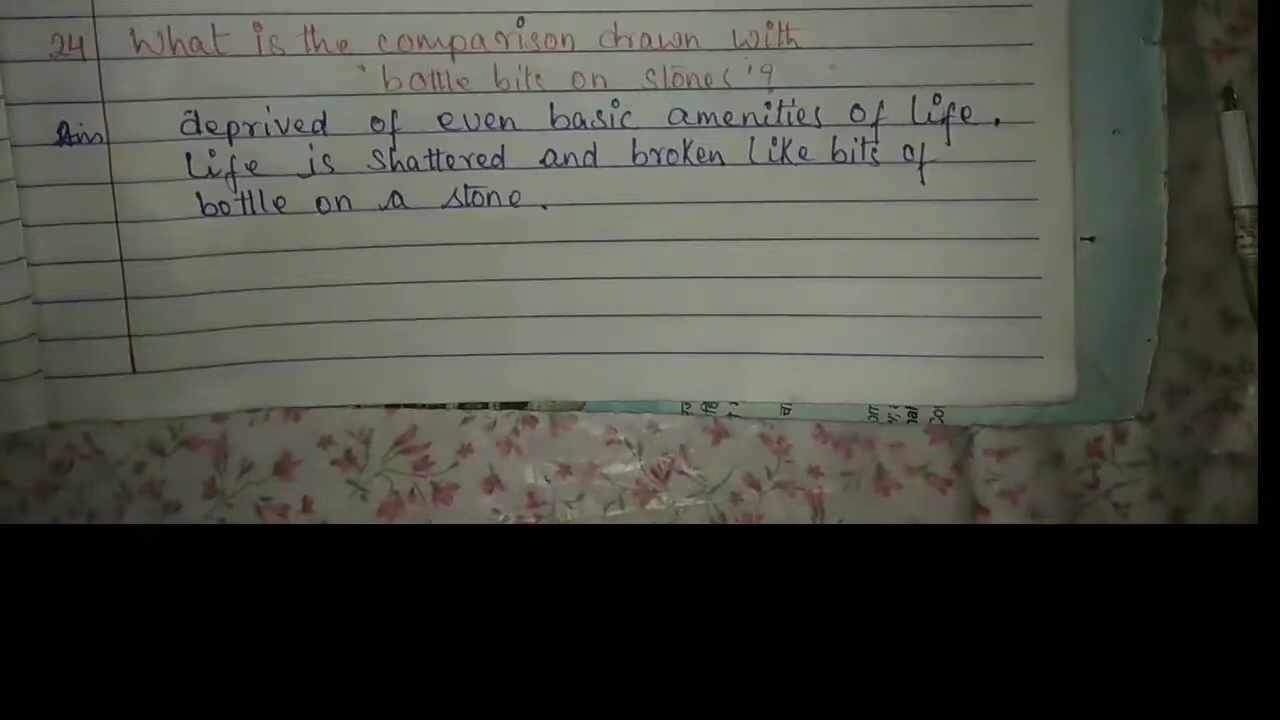 24 What is the comparison drawn with
'bottle bits on stones'?
Ans deprived of even basic amenities of life.
life is shattered and broken like bits of
bottle on a stone.